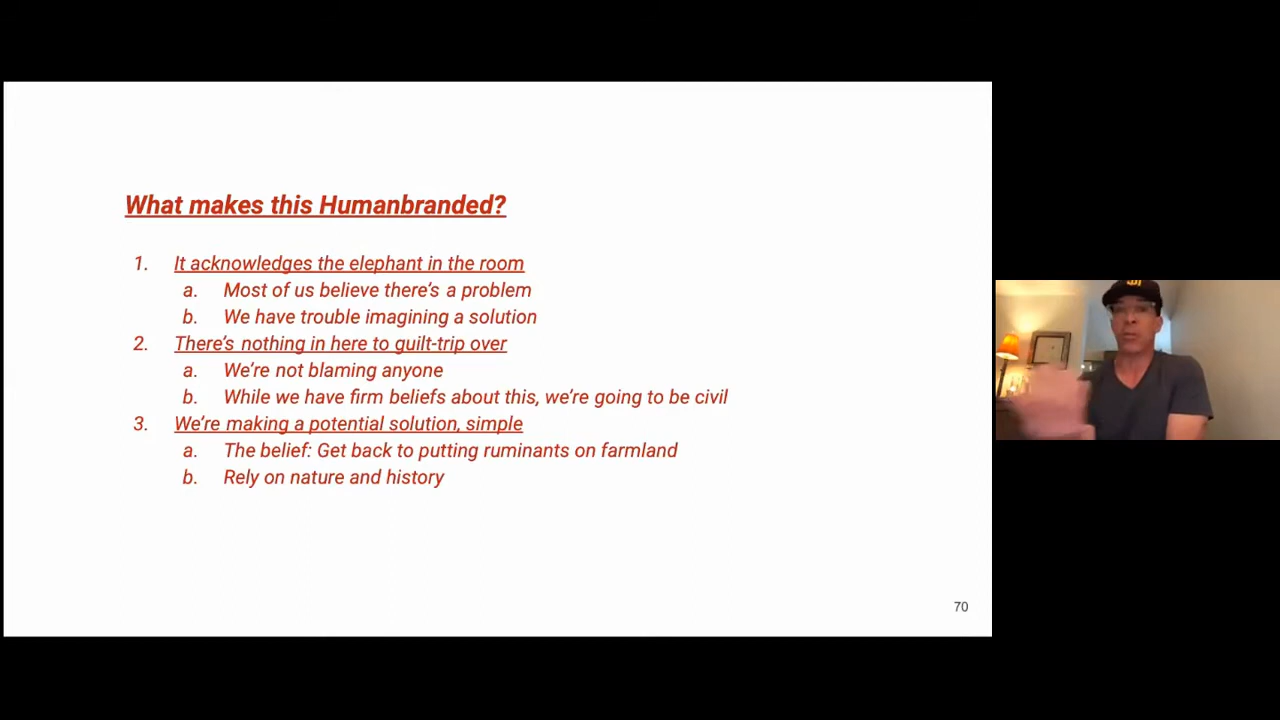 What makes this Humanbranded?
1. It acknowledges the elephant in the room
a. Most of us believe there's a problem
b. We have trouble imagining a solution
2. There's nothing in here to guilt-trip over
a. We're not blaming anyone
b. While we have firm beliefs about this, we're going to be civil
3. We're making a potential solution, simple
a. The belief: Get back to putting ruminants on farmland
b. Rely on nature and history
70